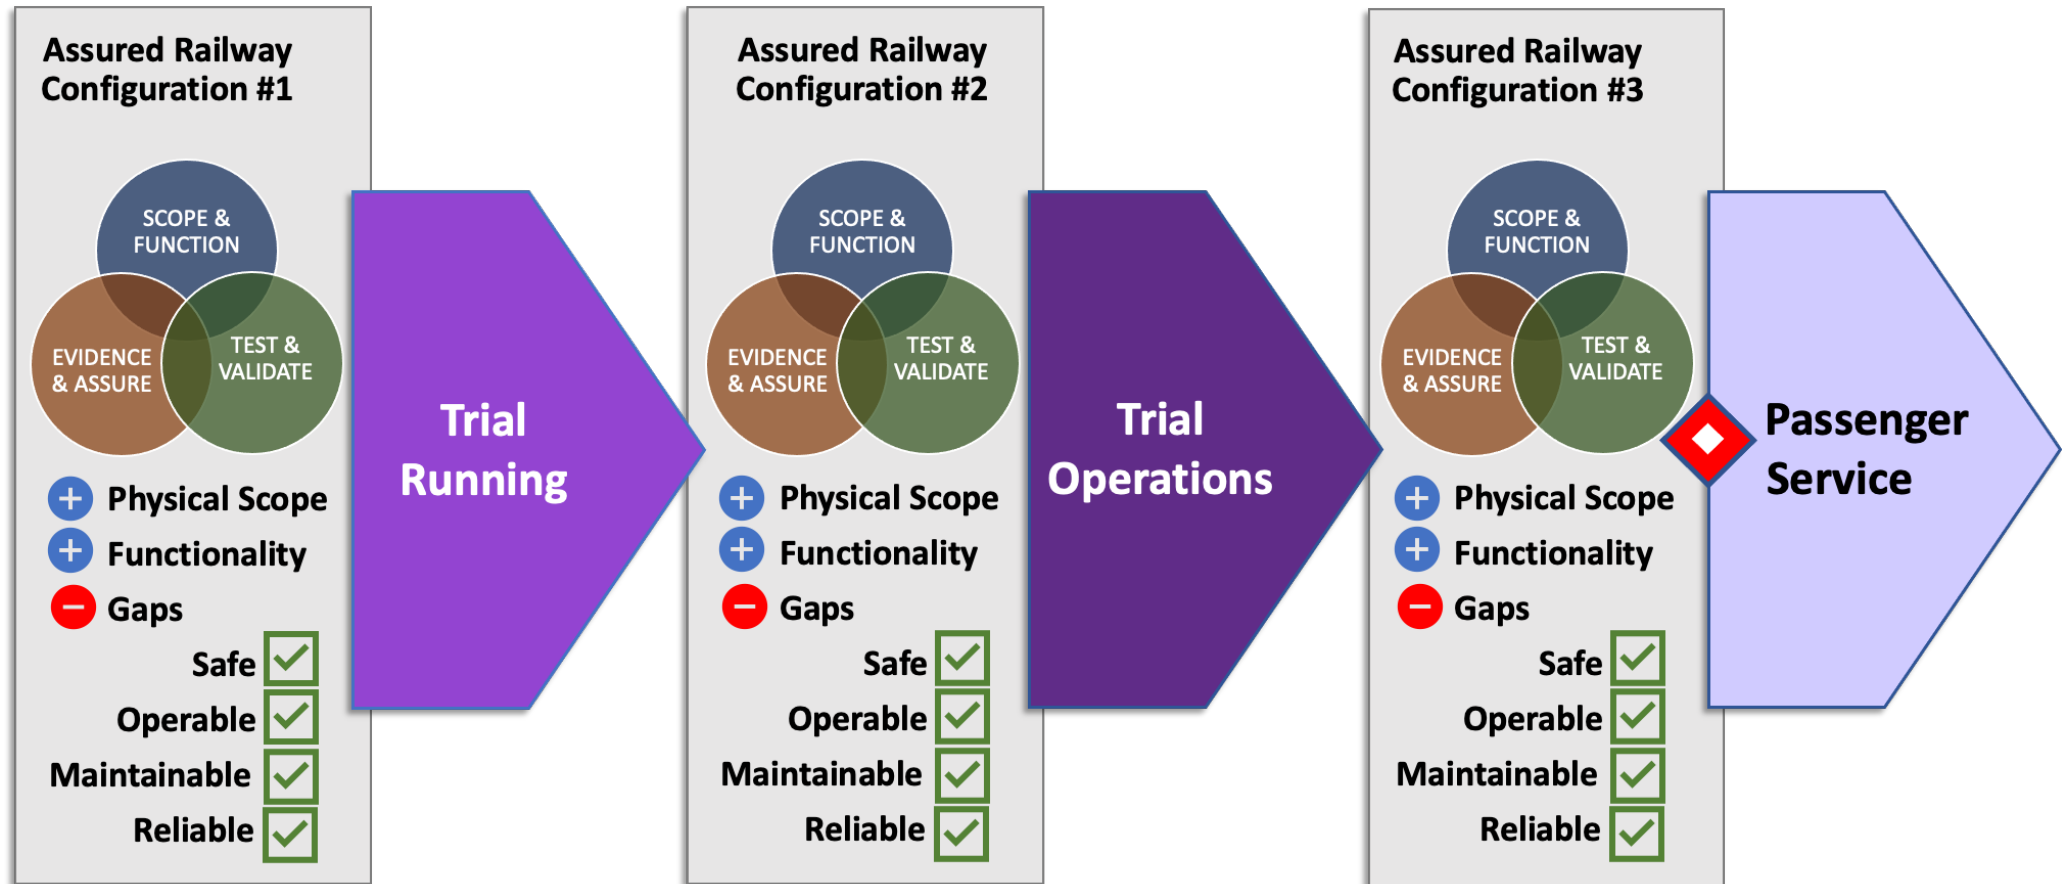 Assured Railway
Configuration #1
SCOPE &
FUNCTION
EVIDENCE
& ASSURE
TEST &
VALIDATE
Physical Scope
Functionality
Gaps
Safe
Operable
Maintainable
Reliable
Trial
Running
Assured Railway
Configuration #2
SCOPE &
FUNCTION
EVIDENCE
& ASSURE
TEST &
VALIDATE
Physical Scope
Functionality
Gaps
Safe
Operable
Maintainable
Reliable
Trial
Operations
Assured Railway
Configuration #3
SCOPE &
FUNCTION
EVIDENCE
& ASSURE
TEST &
VALIDATE
Physical Scope
Functionality
Gaps
Safe
Operable
Maintainable
Reliable
Passenger
Service